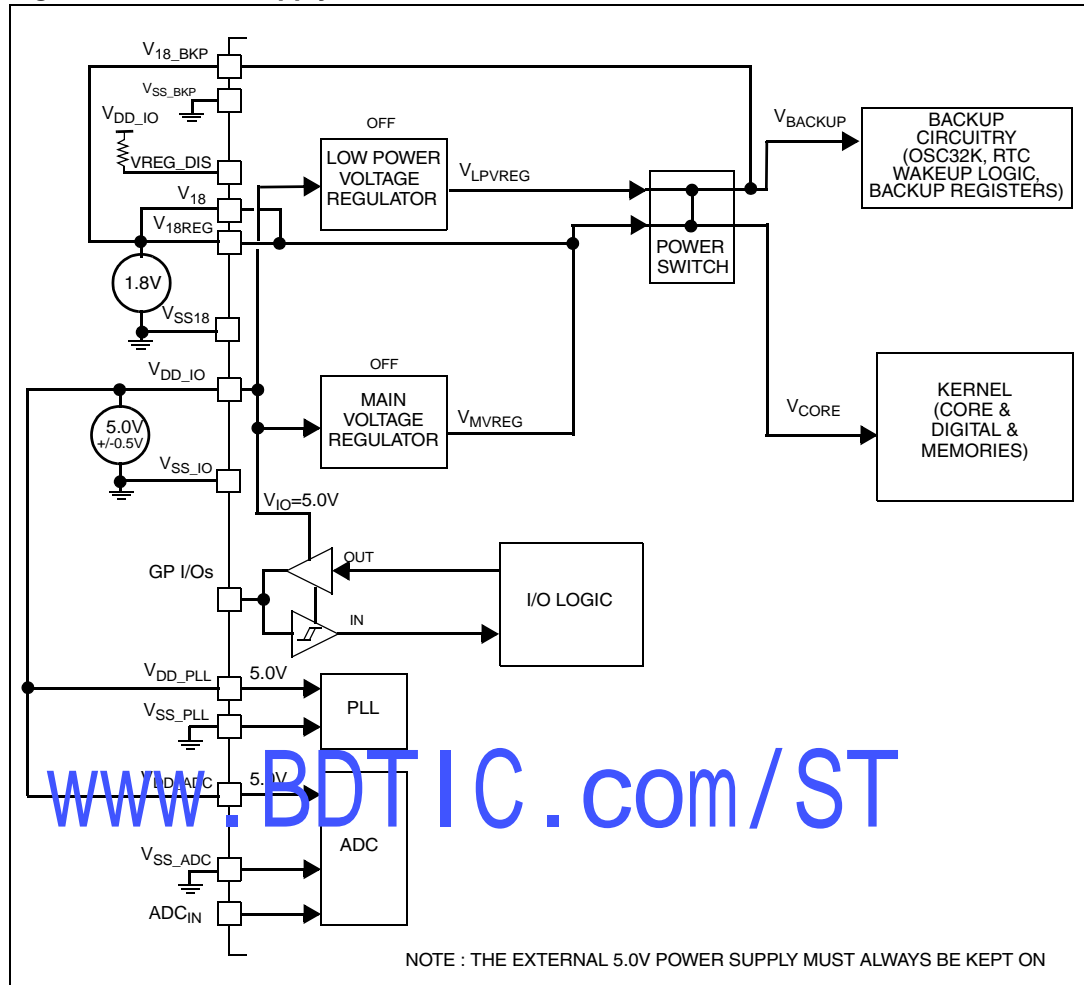 V18_BKP
VSS_BKP
VDD_IO
VREG_DIS
V18
V18REG
1.8V
VSS18
VDD_IO
5.0V
+/-0.5V
VSS_IO
OFF
LOW POWER
VOLTAGE
REGULATOR
VLPVREG
OFF
MAIN
VOLTAGE
REGULATOR
VMVREG
POWER
SWITCH
VBACKUP
BACKUP
CIRCUITRY
(OSC32K, RTC
WAKEUP LOGIC,
BACKUP REGISTERS)
VCORE
KERNEL
(CORE &
DIGITAL &
MEMORIES)
VIO=5.0V
GP I/Os
OUT
IN
I/O LOGIC
VDD_PLL
5.0V
VSS_PLL
PLL
VDD_ADC
5.0V
www.BDTIC.com/ST
VSS_ADC
ADC
ADCIN
NOTE : THE EXTERNAL 5.0V POWER SUPPLY MUST ALWAYS BE KEPT ON